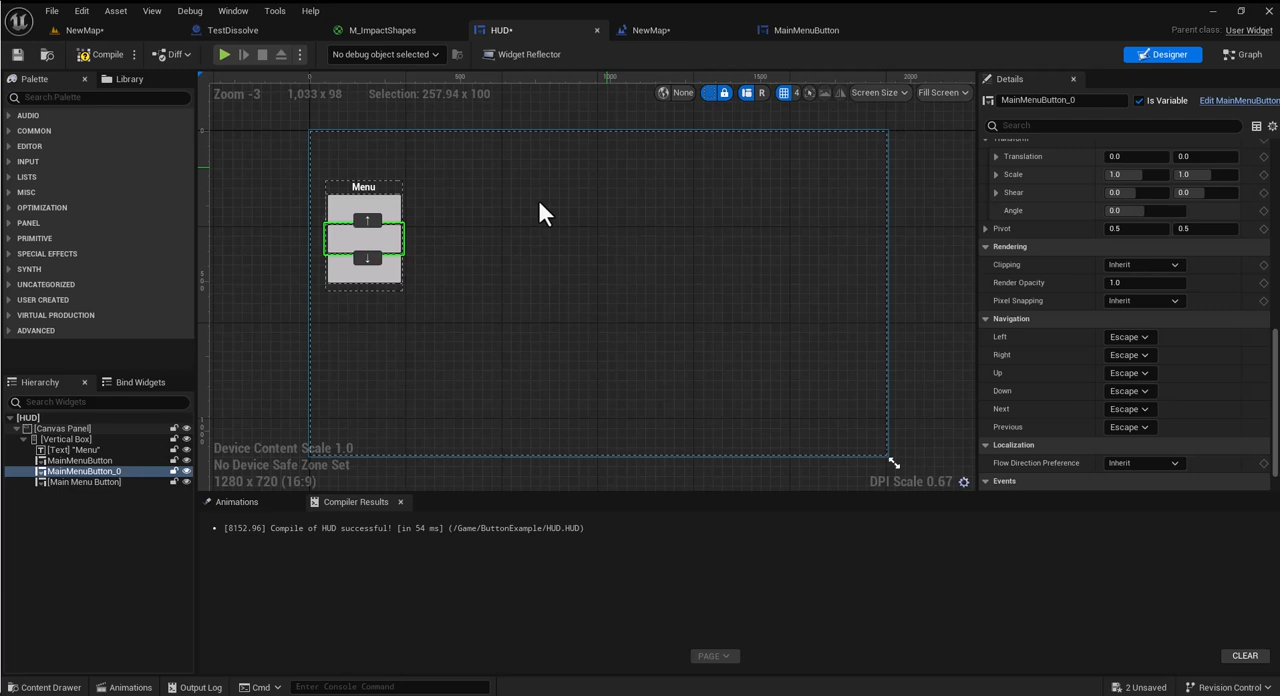 File Edit Asset View Debug Window Tools Help
NewMap* TestDissolve M_ImpactShapes HUD* NewMap* MainMenuButton Parent class: User Widget
Compile Diff No debug object selected Widget Reflector Designer Graph
Palette Library
Search Palette
AUDIO
COMMON
EDITOR
INPUT
LISTS
MISC
OPTIMIZATION
PANEL
PRIMITIVE
SPECIAL EFFECTS
SYNTH
UNCATEGORIZED
USER CREATED
VIRTUAL PRODUCTION
ADVANCED
Hierarchy Bind Widgets
Search Widgets
[HUD]
[Canvas Panel]
[Vertical Box]
[Text] "Menu"
MainMenuButton
MainMenuButton_0
[Main Menu Button]
0 500 1000 1500 2000
Zoom -3 1,033 x 98 Selection: 257.94 x 100 None R 4 Screen Size Fill Screen
0
500
1000
Menu
↑
↓
Device Content Scale 1.0
No Device Safe Zone Set
1280 x 720 (16:9) DPI Scale 0.67
Animations Compiler Results
• [8152.96] Compile of HUD successful! [in 54 ms] (/Game/ButtonExample/HUD.HUD)
PAGE CLEAR
Details
MainMenuButton_0 Is Variable Edit MainMenuButton
Search
Transform
Translation 0.0 0.0
Scale 1.0 1.0
Shear 0.0 0.0
Angle 0.0
Pivot 0.5 0.5
Rendering
Clipping Inherit
Render Opacity 1.0
Pixel Snapping Inherit
Navigation
Left Escape
Right Escape
Up Escape
Down Escape
Next Escape
Previous Escape
Localization
Flow Direction Preference Inherit
Events
Content Drawer Animations Output Log Cmd Enter Console Command 2 Unsaved Revision Control